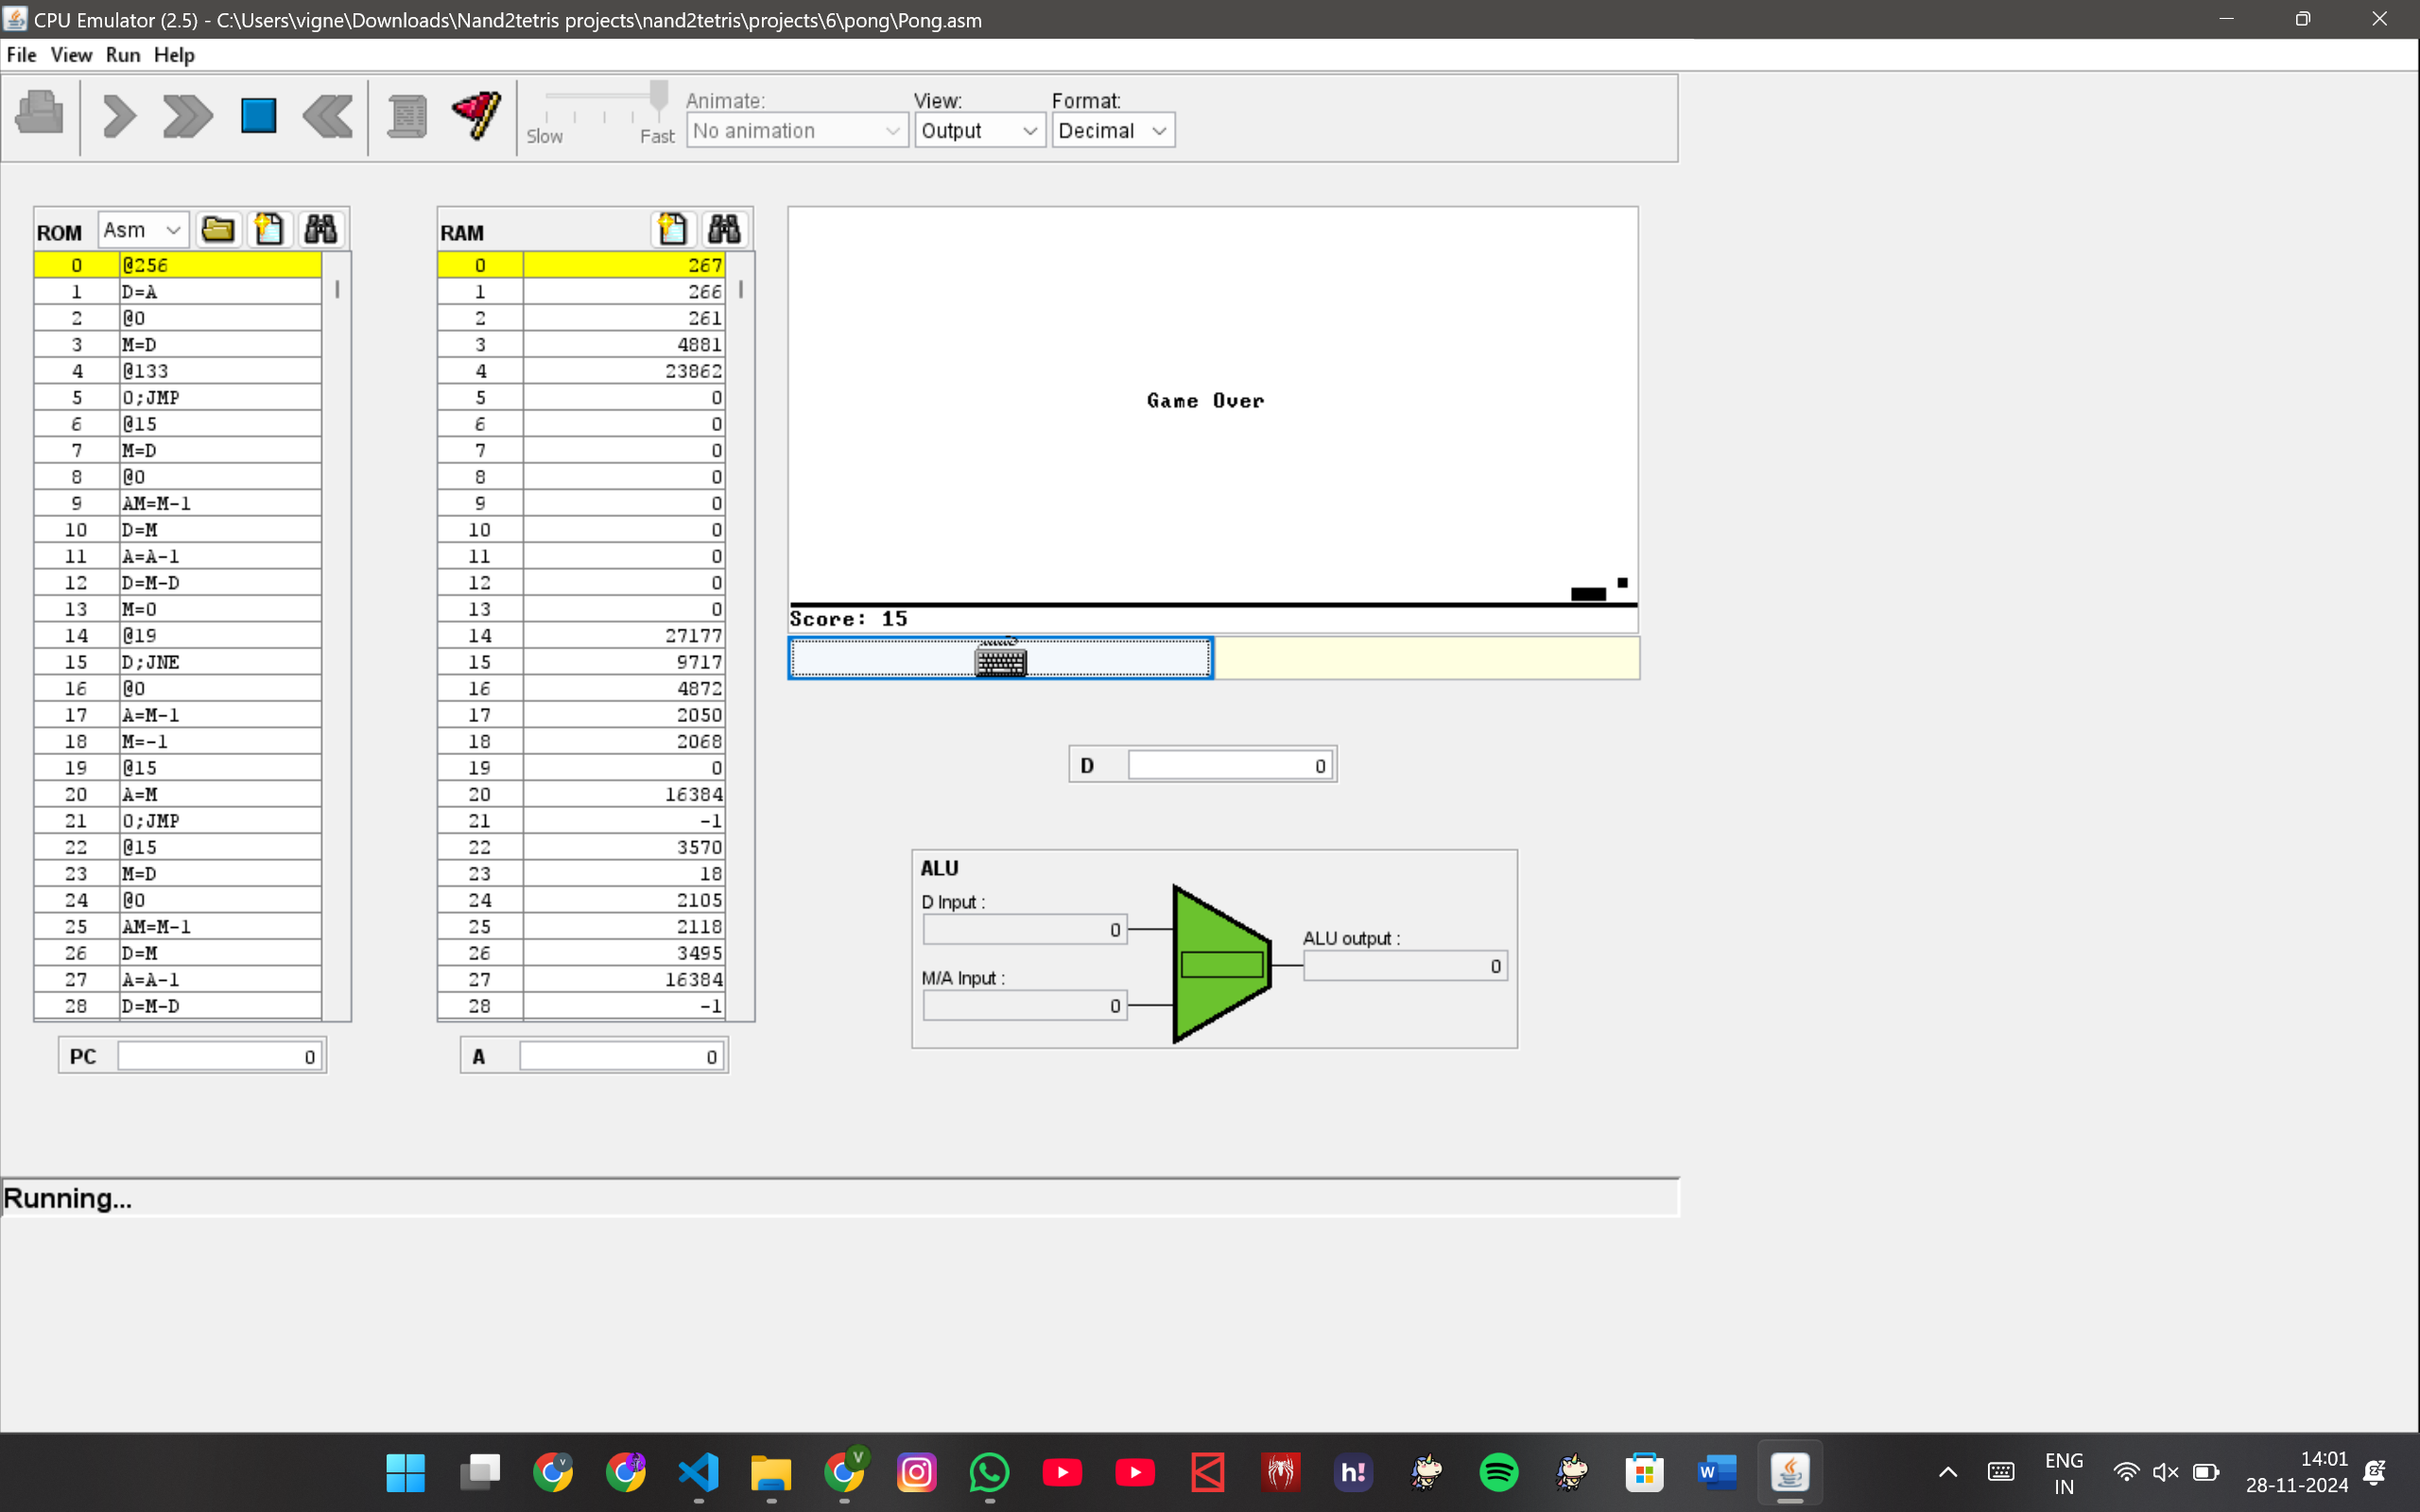 CPU Emulator (2.5) - C:\Users\vigne\Downloads\Nand2tetris projects\nand2tetris\projects\6\pong\Pong.asm
File View Run Help
Slow Fast
Animate:
No animation
View:
Output
Format:
Decimal
ROM Asm
0 @256
1 D=A
2 @0
3 M=D
4 @133
5 0;JMP
6 @15
7 M=D
8 @0
9 AM=M-1
10 D=M
11 A=A-1
12 D=M-D
13 M=0
14 @19
15 D;JNE
16 @0
17 A=M-1
18 M=-1
19 @15
20 A=M
21 0;JMP
22 @15
23 M=D
24 @0
25 AM=M-1
26 D=M
27 A=A-1
28 D=M-D
PC 0
RAM
0 267
1 266
2 261
3 4881
4 23862
5 0
6 0
7 0
8 0
9 0
10 0
11 0
12 0
13 0
14 27177
15 9717
16 4872
17 2050
18 2068
19 0
20 16384
21 -1
22 3570
23 18
24 2105
25 2118
26 3495
27 16384
28 -1
A 0
Game Over
Score: 15
D 0
ALU
D Input :
0
M/A Input :
0
ALU output :
0
Running...
V
V
h!
W
ENG
IN
14:01
28-11-2024